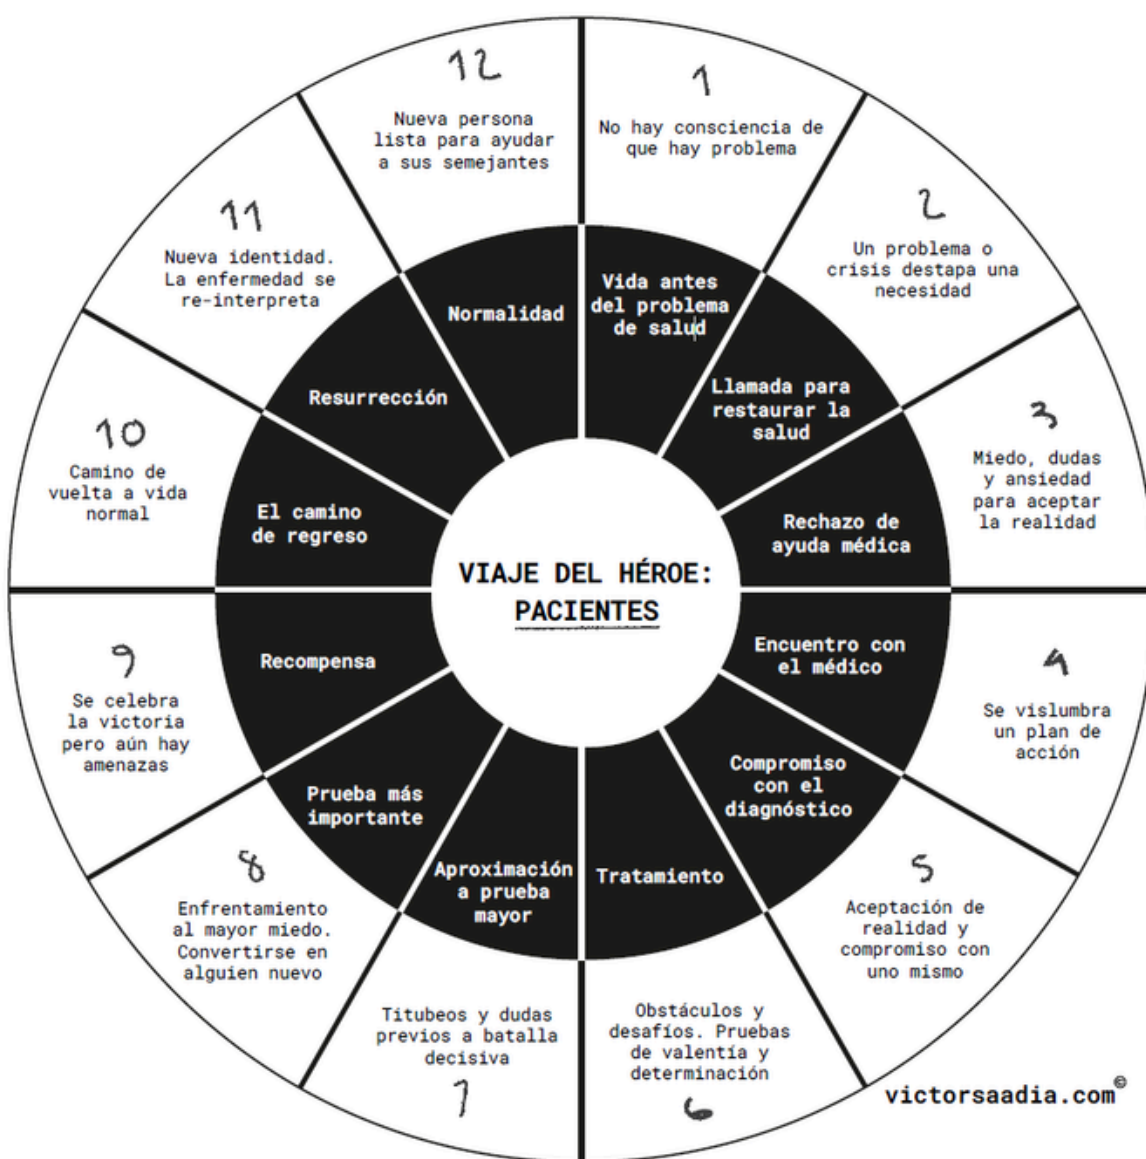 VIAJE DEL HÉROE:
PACIENTES
1
No hay consciencia de
que hay problema
Vida antes
del problema
de salud
2
Un problema o
crisis destapa una
necesidad
Llamada para
restaurar la
salud
3
Miedo, dudas
y ansiedad
para aceptar
la realidad
Rechazo de
ayuda médica
4
Se vislumbra
un plan de
acción
Encuentro con
el médico
5
Aceptación de
realidad y
compromiso con
uno mismo
Compromiso
con el
diagnóstico
Tratamiento
Obstáculos y
desafíos. Pruebas
de valentía y
determinación
6
Aproximación
a prueba
mayor
Titubeos y dudas
previos a batalla
decisiva
7
Prueba más
importante
8
Enfrentamiento
al mayor miedo.
Convertirse en
alguien nuevo
Recompensa
9
Se celebra
la victoria
pero aún hay
amenazas
El camino
de regreso
10
Camino de
vuelta a vida
normal
Resurrección
11
Nueva identidad.
La enfermedad se
re-interpreta
Normalidad
12
Nueva persona
lista para ayudar
a sus semejantes
victorsaadia.com©